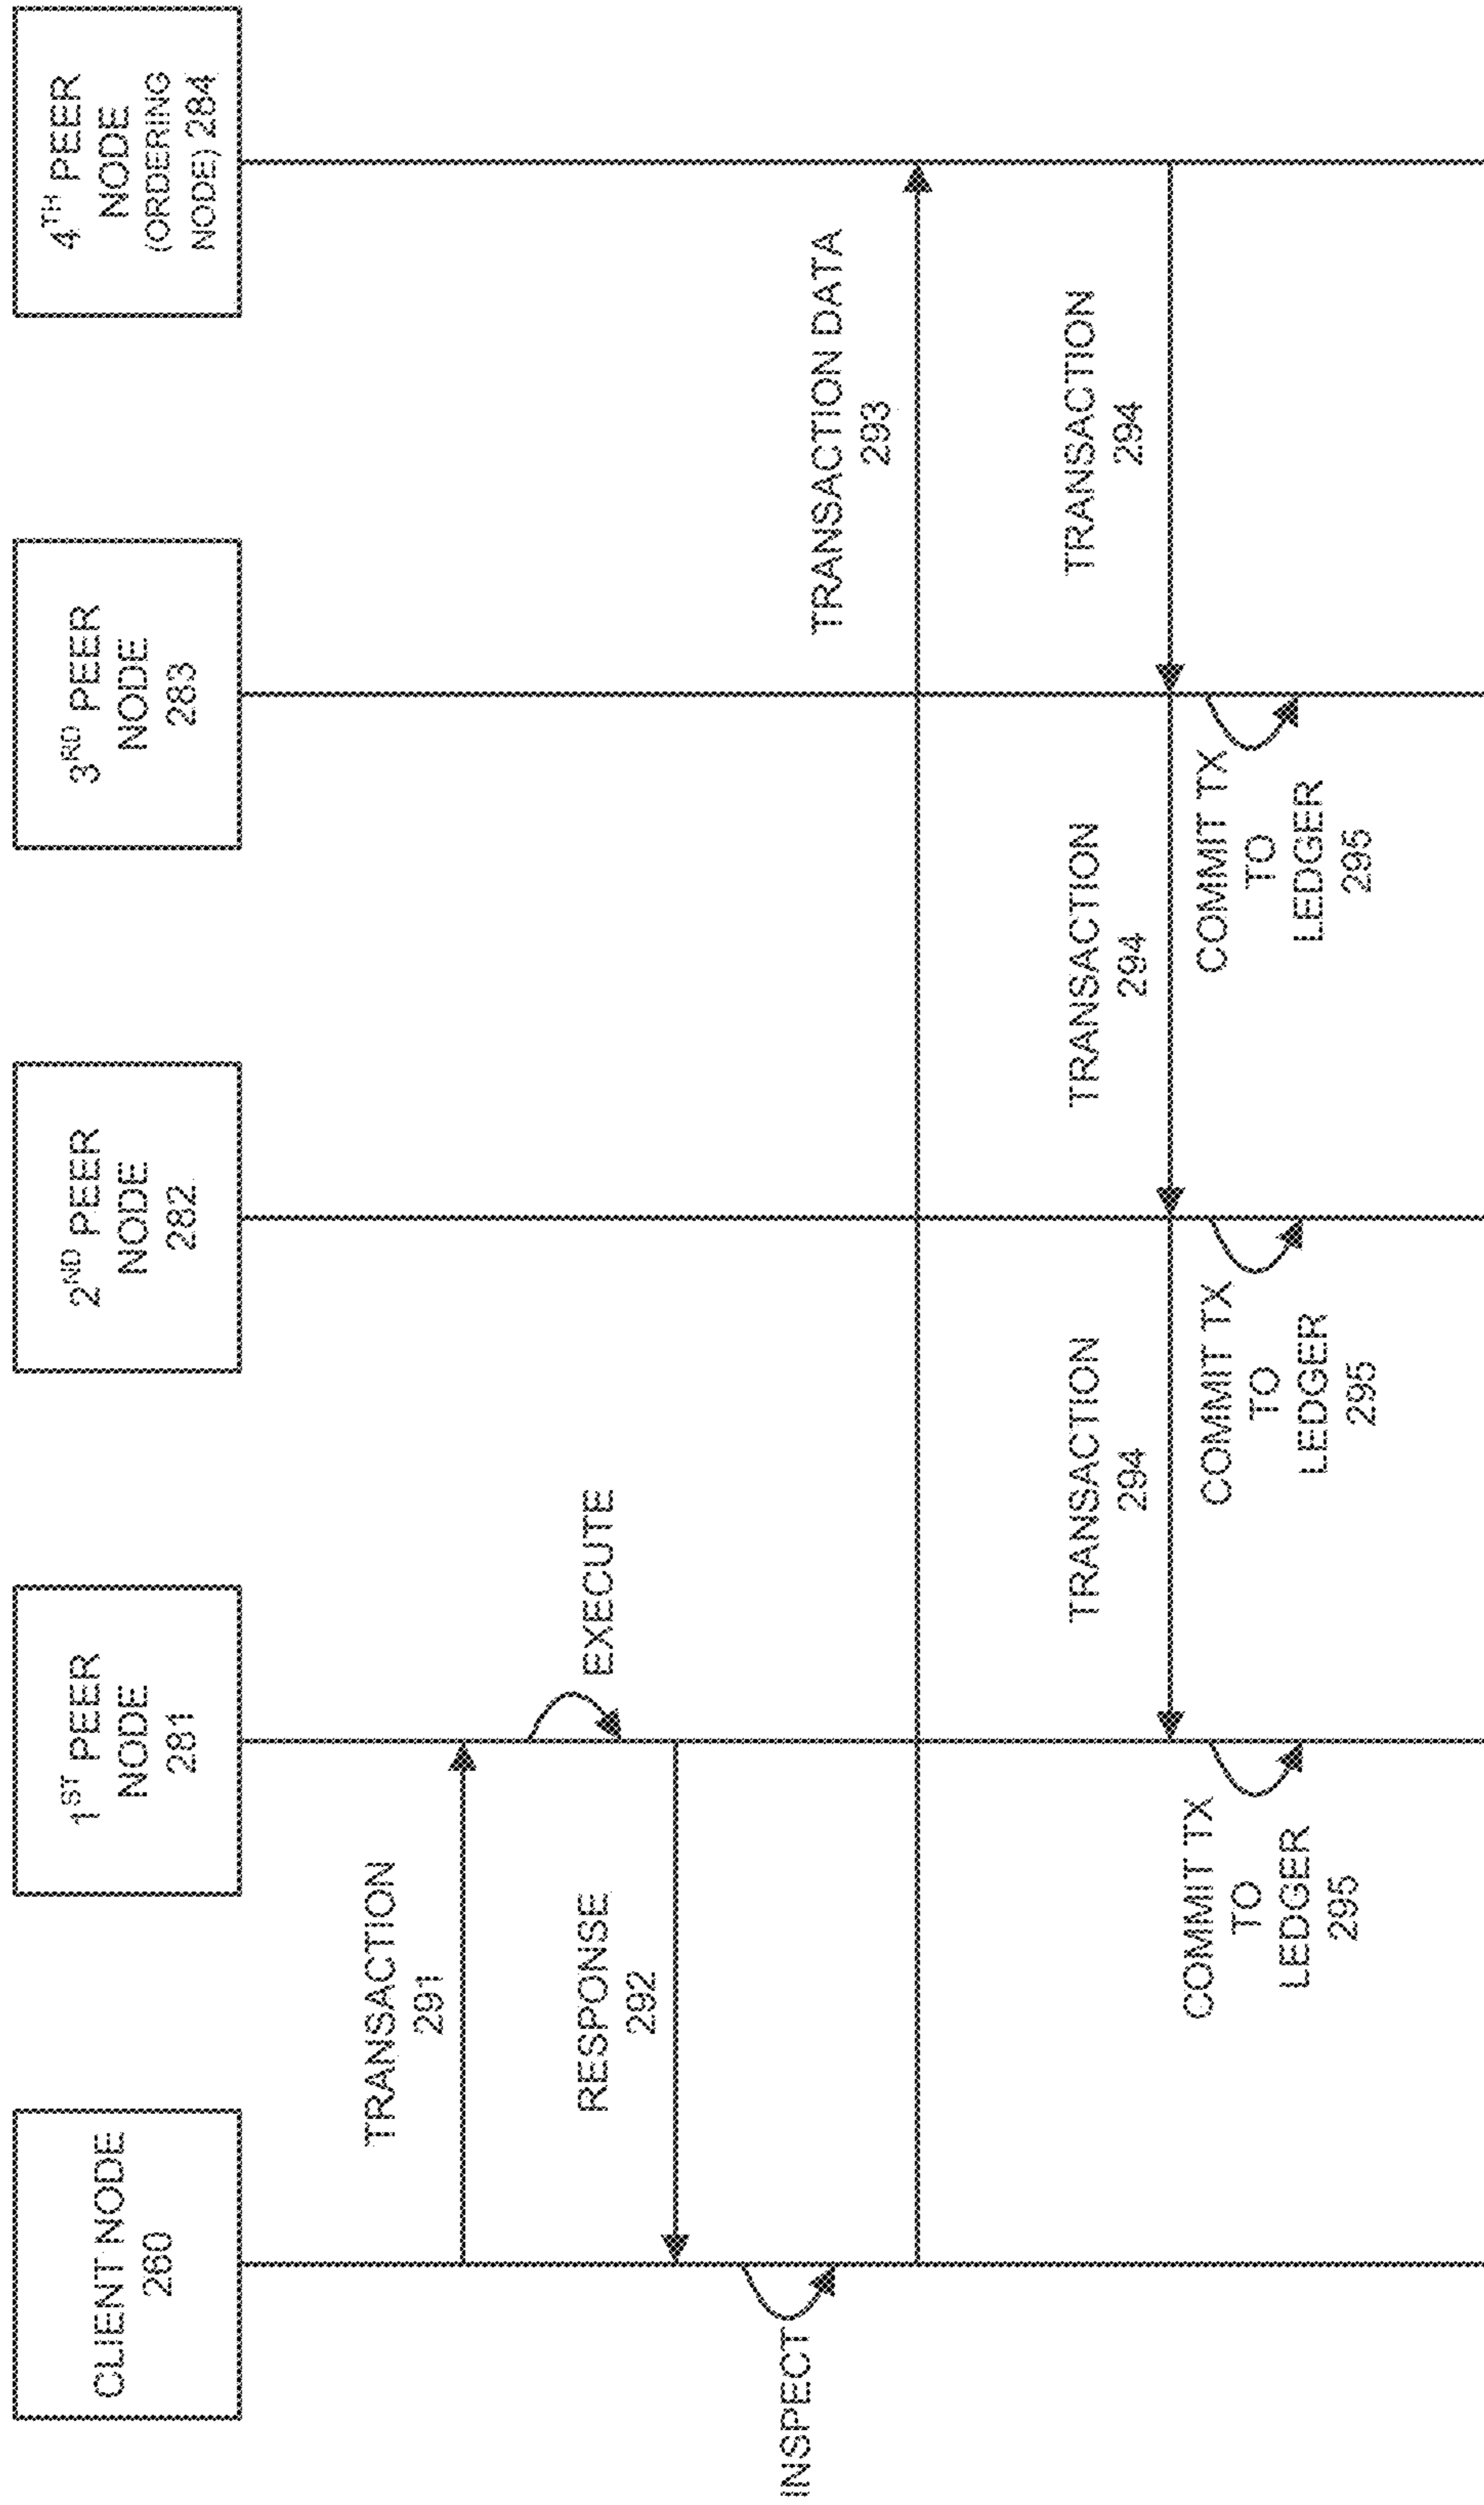 CLIENT NODE
260
1ST PEER
NODE
281
2ND PEER
NODE
282
3RD PEER
NODE
283
4TH PEER
NODE
(ORDERING
NODE) 284
TRANSACTION
291
EXECUTE
RESPONSE
292
INSPECT
TRANSACTION DATA
293
TRANSACTION
294
TRANSACTION
294
TRANSACTION
294
COMMIT TX
TO
LEDGER
295
COMMIT TX
TO
LEDGER
295
COMMIT TX
TO
LEDGER
295